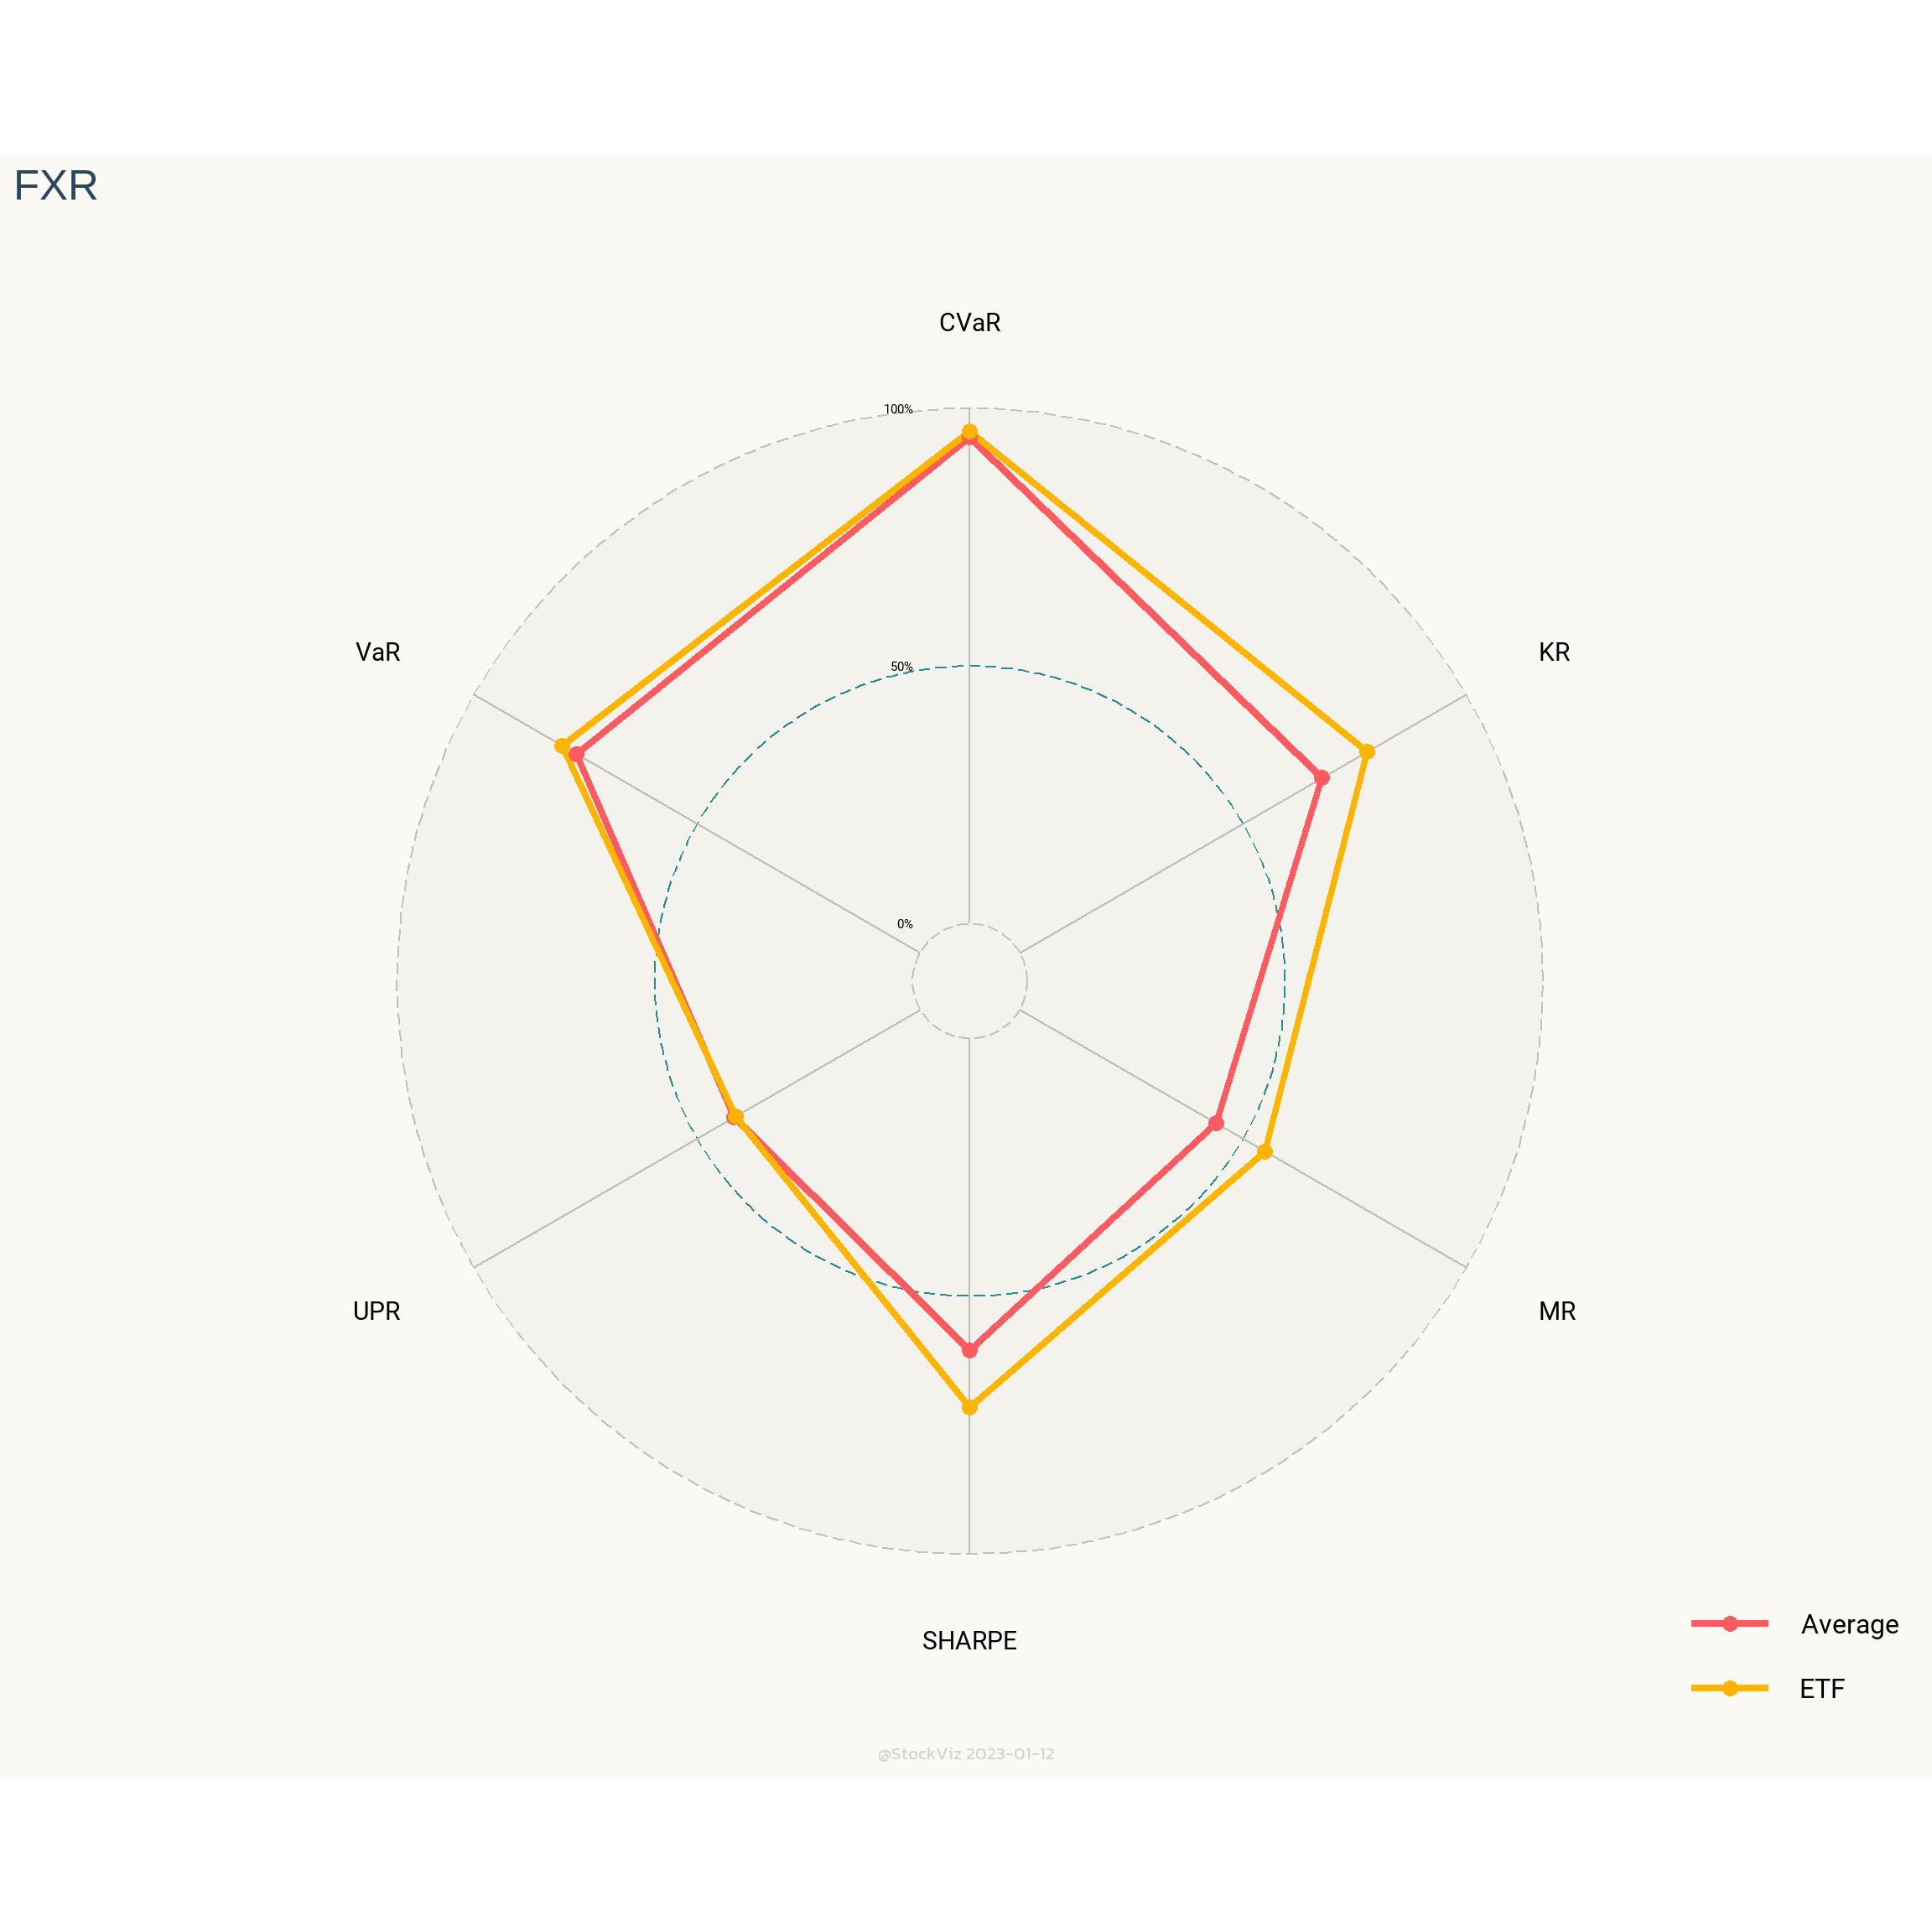 FXR
CVaR
100%
VaR
KR
50%
0%
UPR
MR
SHARPE
Average
ETF
@StockViz 2023-01-12